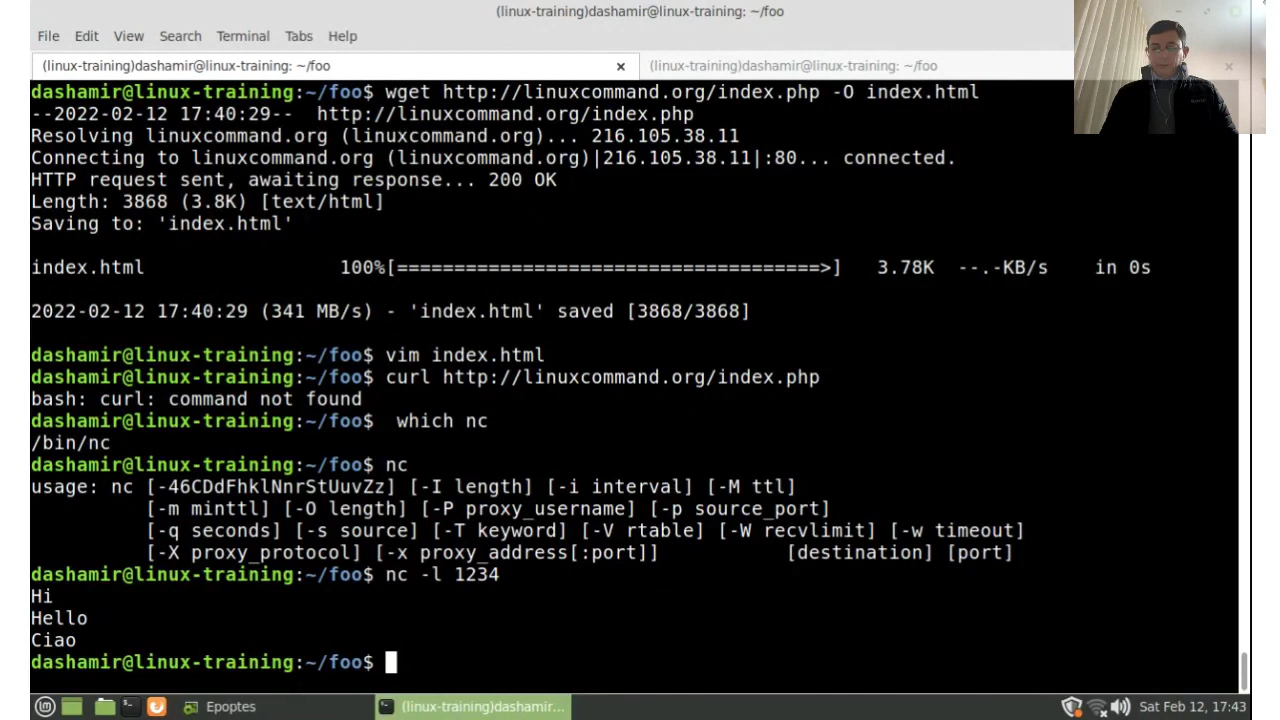 (linux-training)dashamir@linux-training: ~/foo
File Edit View Search Terminal Tabs Help
(linux-training)dashamir@linux-training: ~/foo × (linux-training)dashamir@linux-training: ~/foo ×
dashamir@linux-training:~/foo$ wget http://linuxcommand.org/index.php -O index.html
--2022-02-12 17:40:29-- http://linuxcommand.org/index.php
Resolving linuxcommand.org (linuxcommand.org)... 216.105.38.11
Connecting to linuxcommand.org (linuxcommand.org)|216.105.38.11|:80... connected.
HTTP request sent, awaiting response... 200 OK
Length: 3868 (3.8K) [text/html]
Saving to: 'index.html'
index.html 100%[=====================================>] 3.78K --.-KB/s in 0s
2022-02-12 17:40:29 (341 MB/s) - 'index.html' saved [3868/3868]
dashamir@linux-training:~/foo$ vim index.html
dashamir@linux-training:~/foo$ curl http://linuxcommand.org/index.php
bash: curl: command not found
dashamir@linux-training:~/foo$ which nc
/bin/nc
dashamir@linux-training:~/foo$ nc
usage: nc [-46CDdFhklNnrStUuvZz] [-I length] [-i interval] [-M ttl]
[-m minttl] [-O length] [-P proxy_username] [-p source_port]
[-q seconds] [-s source] [-T keyword] [-V rtable] [-W recvlimit] [-w timeout]
[-X proxy_protocol] [-x proxy_address[:port]] [destination] [port]
dashamir@linux-training:~/foo$ nc -l 1234
Hi
Hello
Ciao
dashamir@linux-training:~/foo$
Epoptes (linux-training)dashamir... Sat Feb 12, 17:43